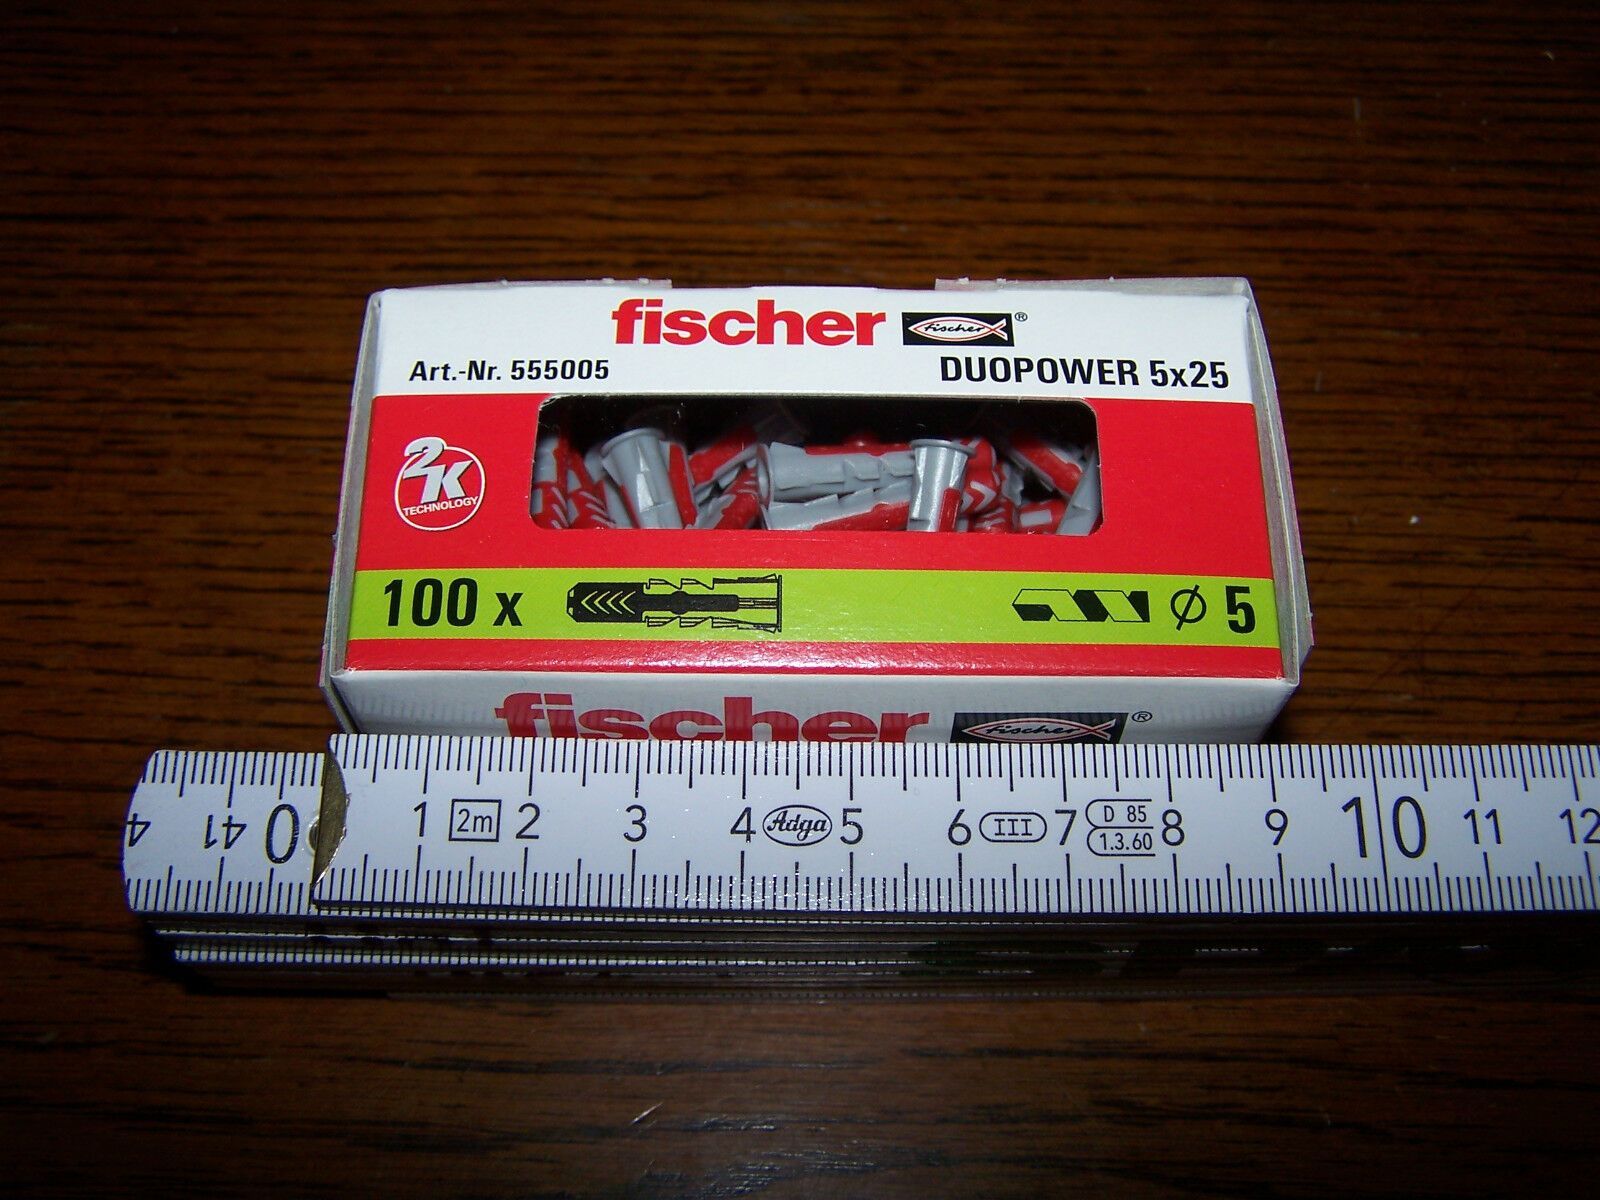 fischer fischer ®
Art.-Nr. 555005 DUOPOWER 5x25
2K
TECHNOLOGY
100 x ø 5
fischer fischer ®
4 41 0 1 2m 2 3 4 Adga 5 6 III 7 D 85 8 9 10 11 12
1.3.60